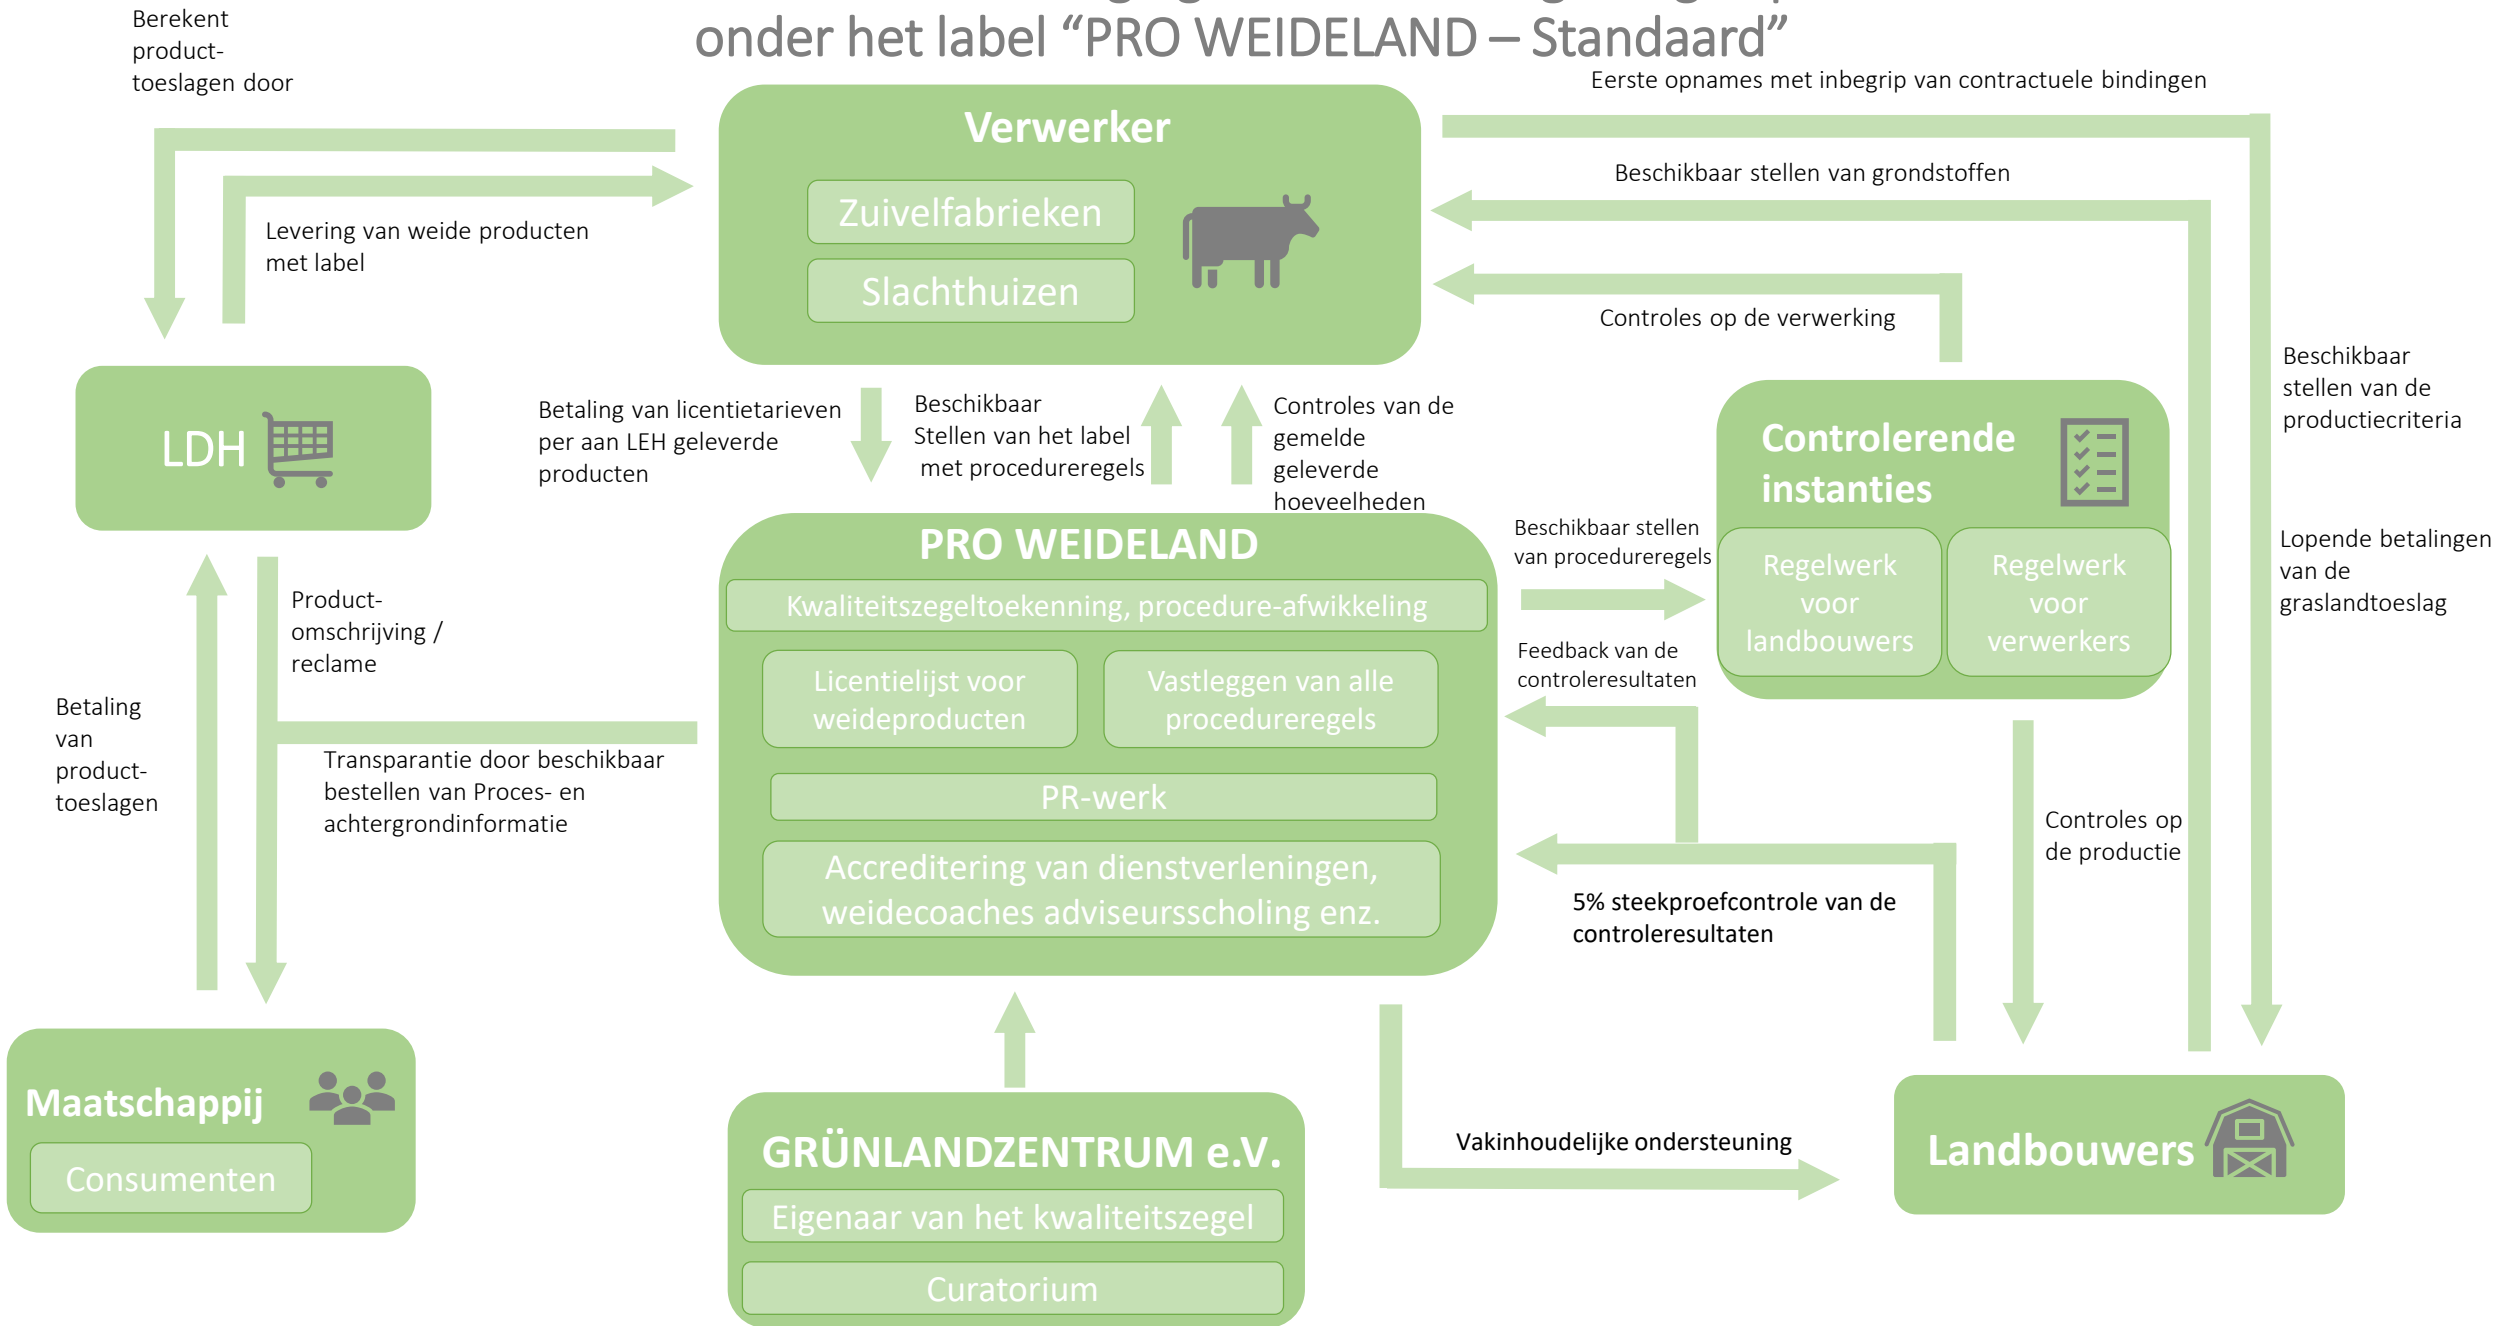 onder het label “PRO WEIDELAND – Standaard”
Berekent
product-
toeslagen door
Eerste opnames met inbegrip van contractuele bindingen
Verwerker
Zuivelfabrieken
Slachthuizen
Beschikbaar stellen van grondstoffen
Levering van weide producten
met label
Controles op de verwerking
Beschikbaar
stellen van de
productiecriteria
LDH
Betaling van licentietarieven
per aan LEH geleverde
producten
Beschikbaar
Stellen van het label
met procedureregels
Controles van de
gemelde
geleverde
hoeveelheden
Controlerende
instanties
Regelwerk
voor
landbouwers
Regelwerk
voor
verwerkers
Lopende betalingen
van de
graslandtoeslag
PRO WEIDELAND
Kwaliteitszegeltoekenning, procedure-afwikkeling
Licentielijst voor
weideproducten
Vastleggen van alle
procedureregels
PR-werk
Accreditering van dienstverleningen,
weidecoaches adviseursscholing enz.
Beschikbaar stellen
van procedureregels
Feedback van de
controleresultaten
Product-
omschrijving /
reclame
Betaling
van
product-
toeslagen
Transparantie door beschikbaar
bestellen van Proces- en
achtergrondinformatie
Controles op
de productie
5% steekproefcontrole van de
controleresultaten
Maatschappij
Consumenten
GRÜNLANDZENTRUM e.V.
Eigenaar van het kwaliteitszegel
Curatorium
Vakinhoudelijke ondersteuning
Landbouwers